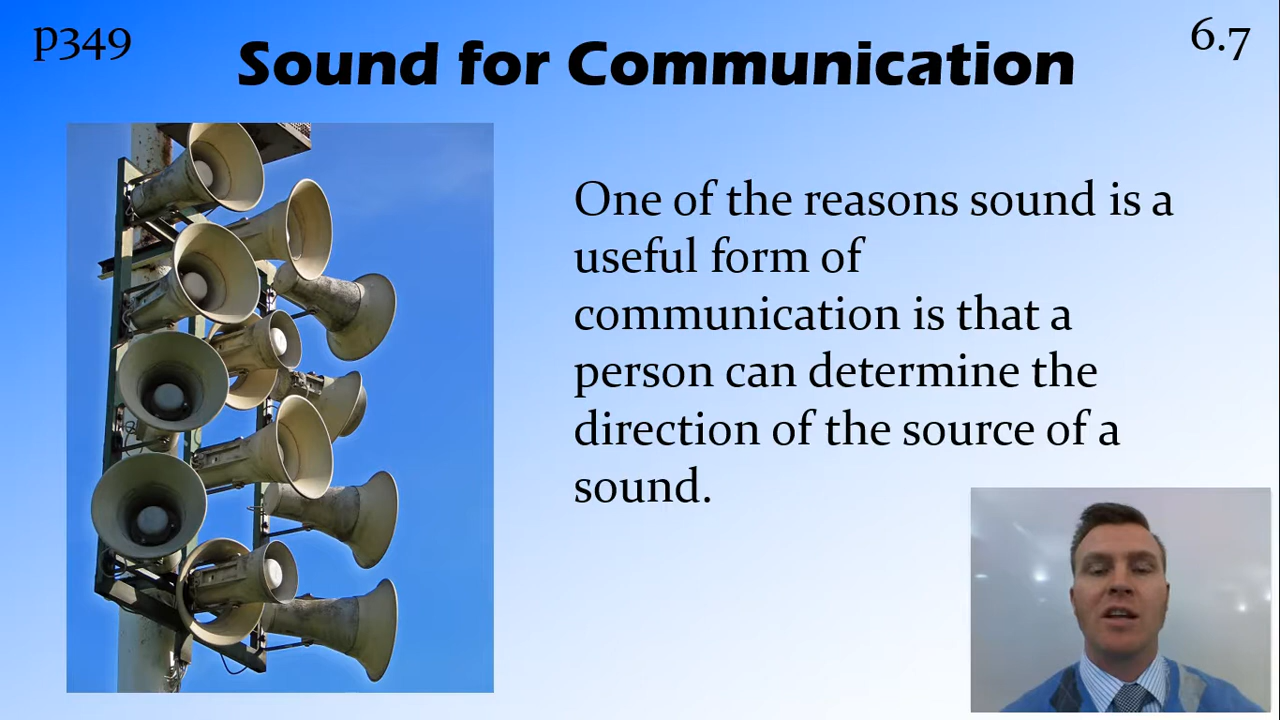 p349
6.7
Sound for Communication
One of the reasons sound is a
useful form of
communication is that a
person can determine the
direction of the source of a
sound.